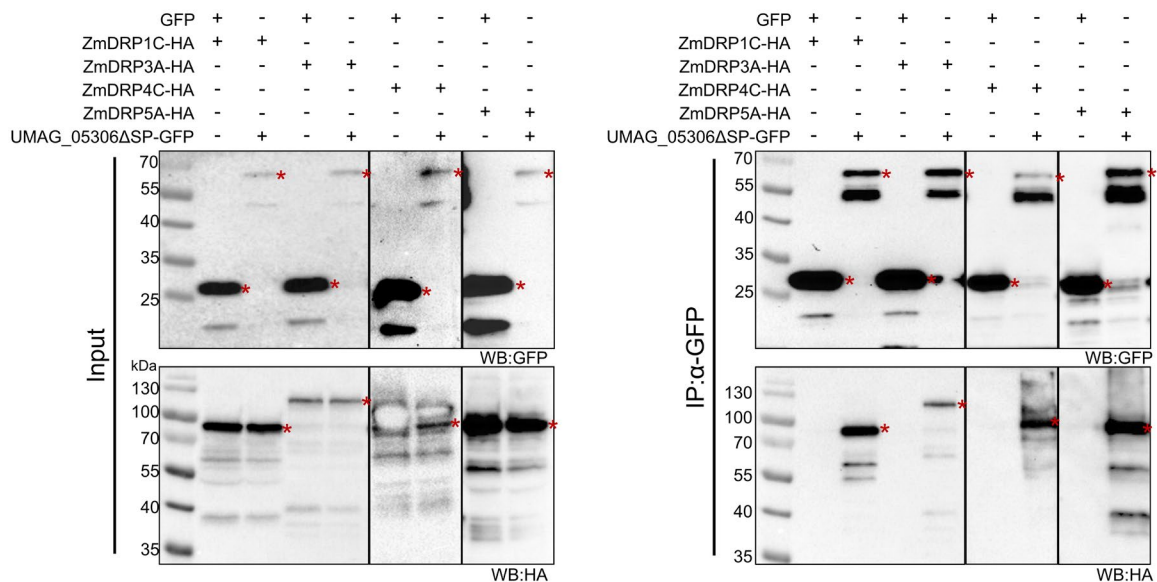 GFP + - + - + - + -
ZmDRP1C-HA + + - - - - - -
ZmDRP3A-HA - - + + - - - -
ZmDRP4C-HA - - - - + + - -
ZmDRP5A-HA - - - - - - + +
UMAG_05306ΔSP-GFP - + - + - + - +
Input
70
55
40
35
25
* * * * * * * *
WB:GFP
kDa
130
100
70
55
40
35
* * * *
WB:HA
GFP + - + - + - + -
ZmDRP1C-HA + + - - - - - -
ZmDRP3A-HA - - + + - - - -
ZmDRP4C-HA - - - - + + - -
ZmDRP5A-HA - - - - - - + +
UMAG_05306ΔSP-GFP - + - + - + - +
IP:α-GFP
70
55
40
35
25
* * * * * * * *
WB:GFP
130
100
70
55
40
35
* * * *
WB:HA